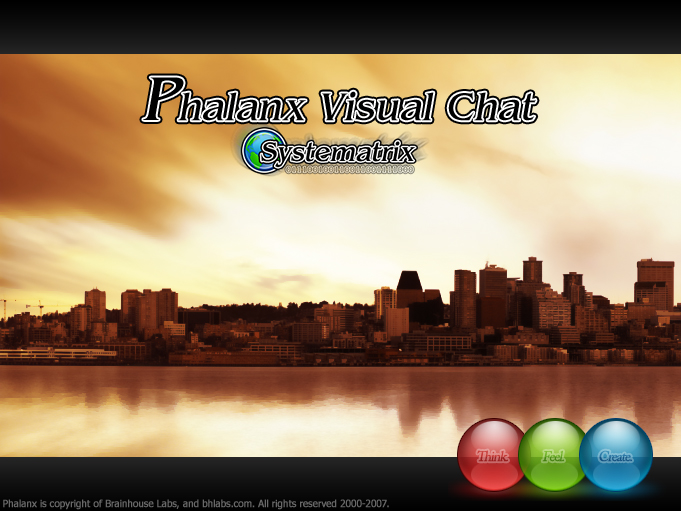 Phalanx Visual Chat
Systematrix
Think.
Feel.
Create.
Phalanx is copyright of Brainhouse Labs, and bhlabs.com. All rights reserved 2000-2007.